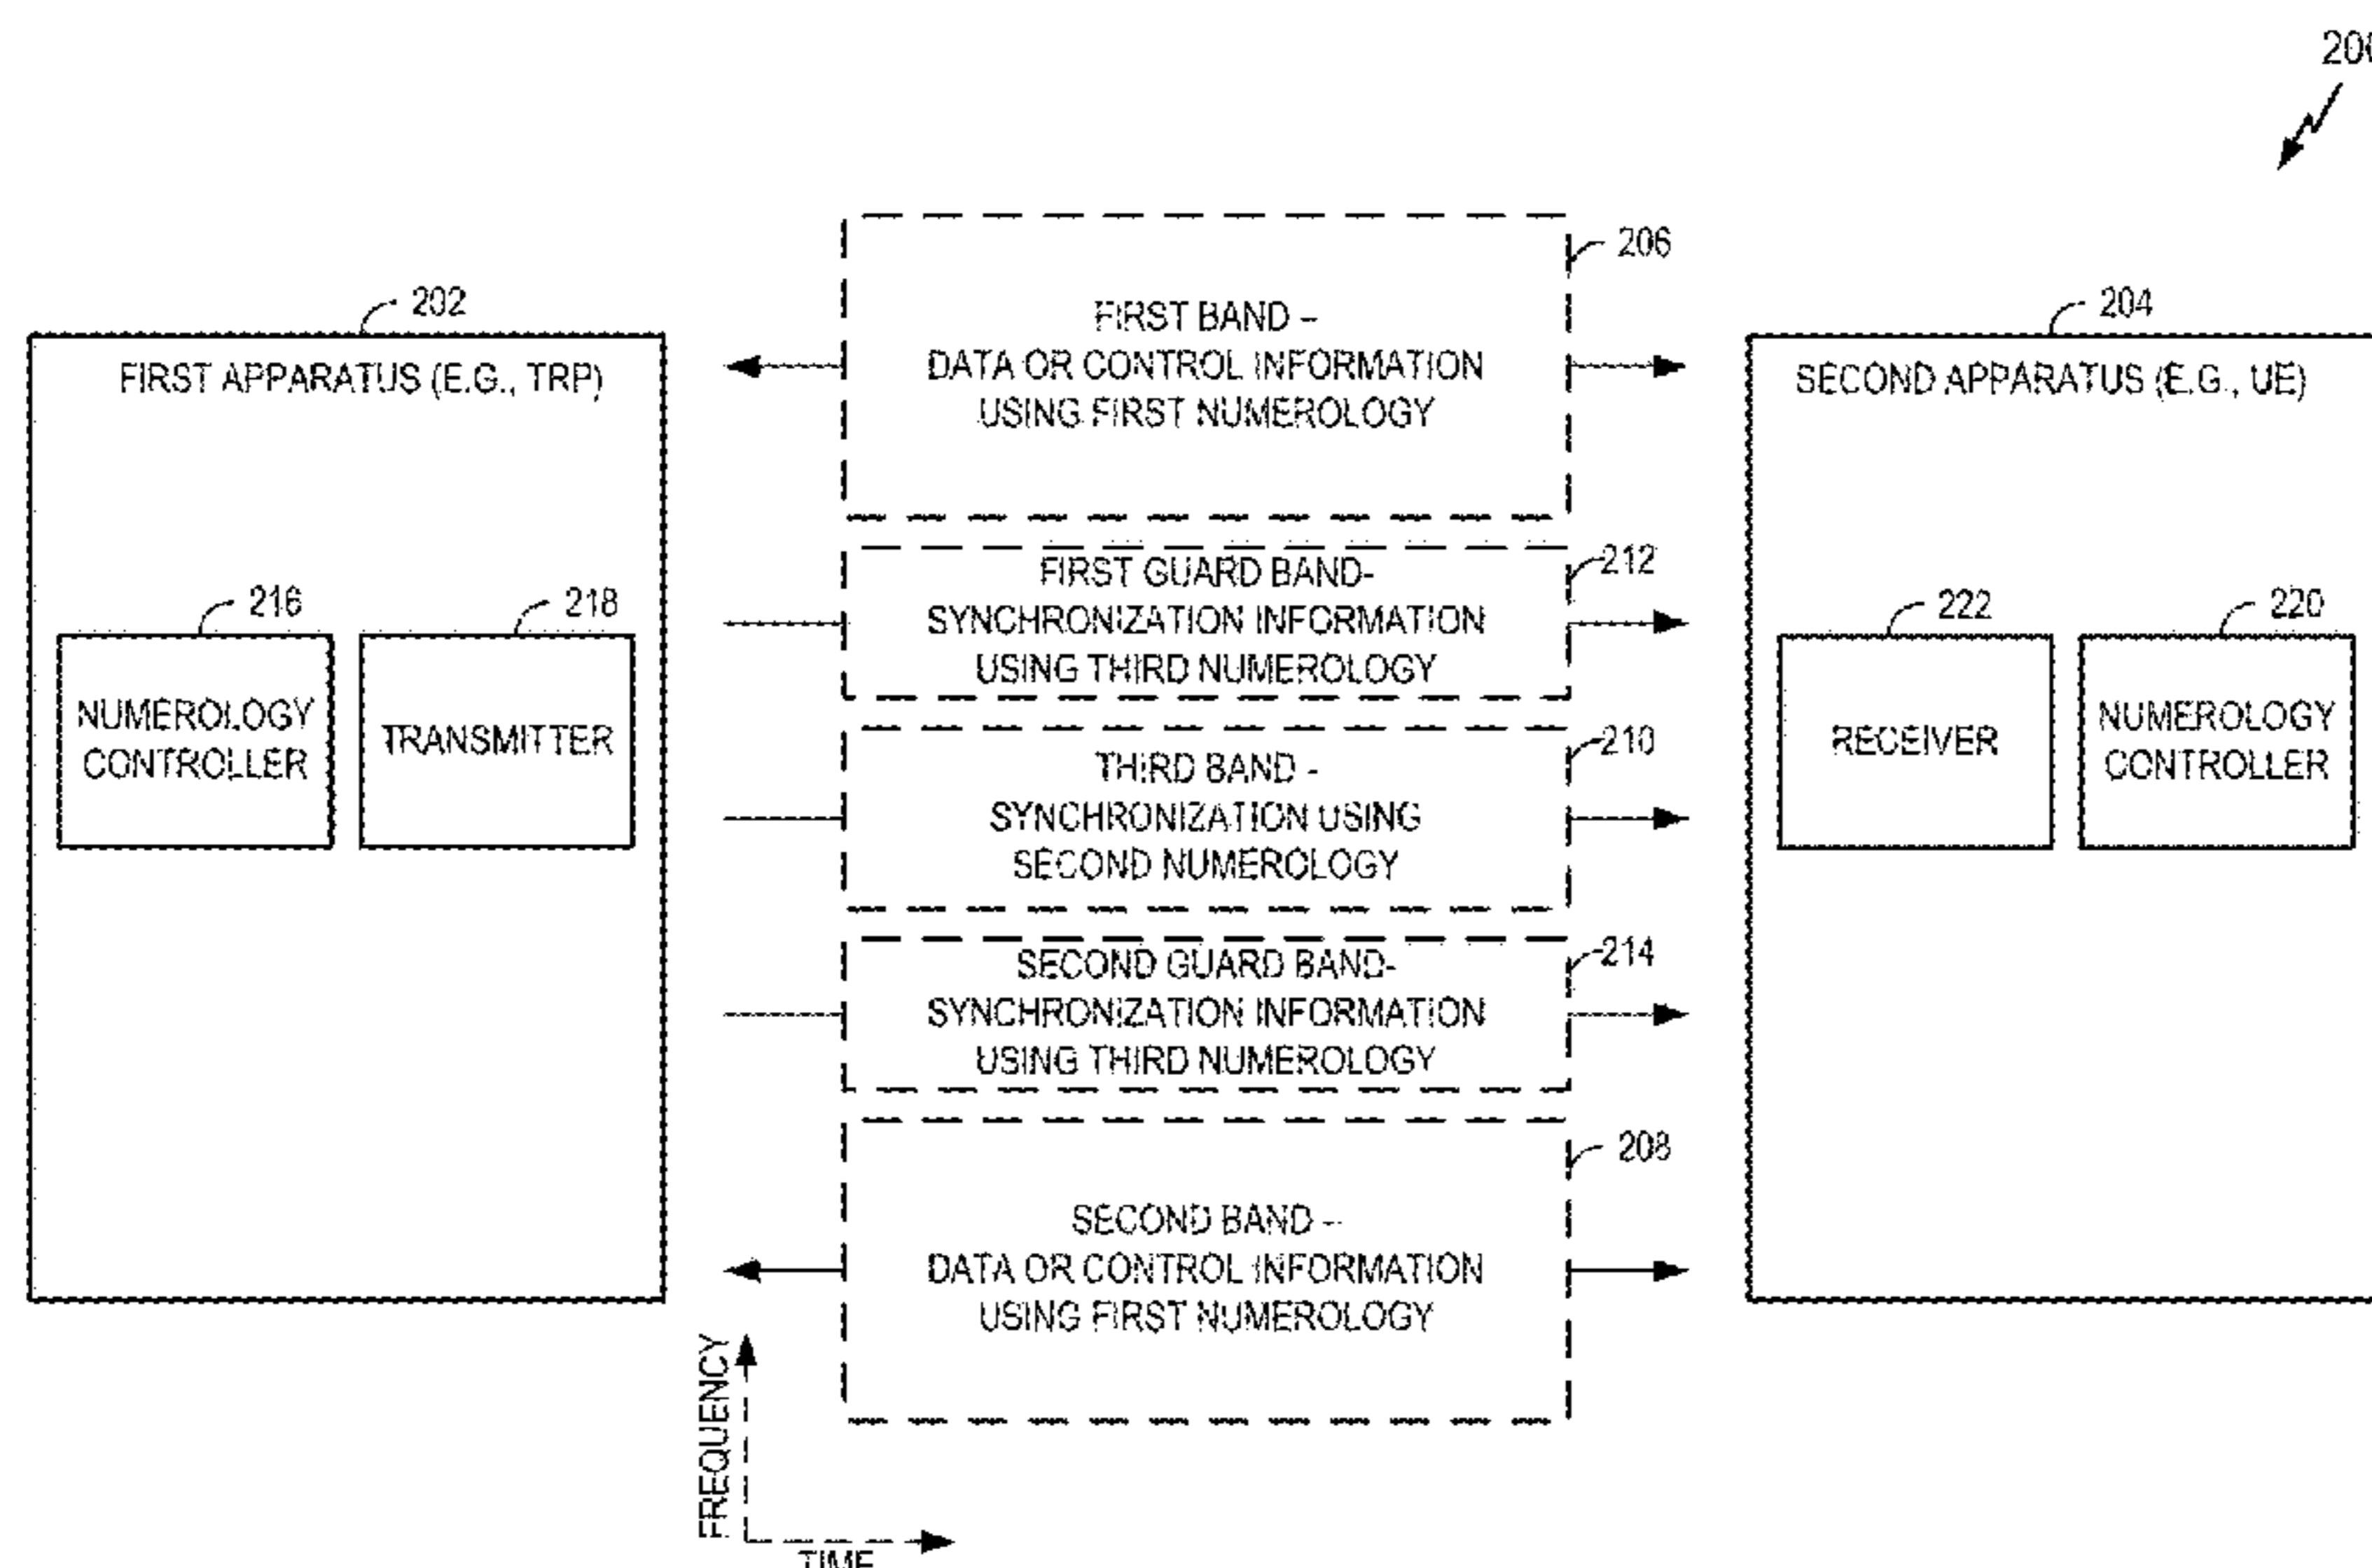 200
206
202
204
FIRST APPARATUS (E.G., TRP)
FIRST BAND –
DATA OR CONTROL INFORMATION
USING FIRST NUMEROLOGY
SECOND APPARATUS (E.G., UE)
212
FIRST GUARD BAND-
SYNCHRONIZATION INFORMATION
USING THIRD NUMEROLOGY
216
218
222
220
NUMEROLOGY
CONTROLLER
TRANSMITTER
210
THIRD BAND -
SYNCHRONIZATION USING
SECOND NUMEROLOGY
RECEIVER
NUMEROLOGY
CONTROLLER
214
SECOND GUARD BAND-
SYNCHRONIZATION INFORMATION
USING THIRD NUMEROLOGY
208
SECOND BAND –
DATA OR CONTROL INFORMATION
USING FIRST NUMEROLOGY
FREQUENCY
TIME